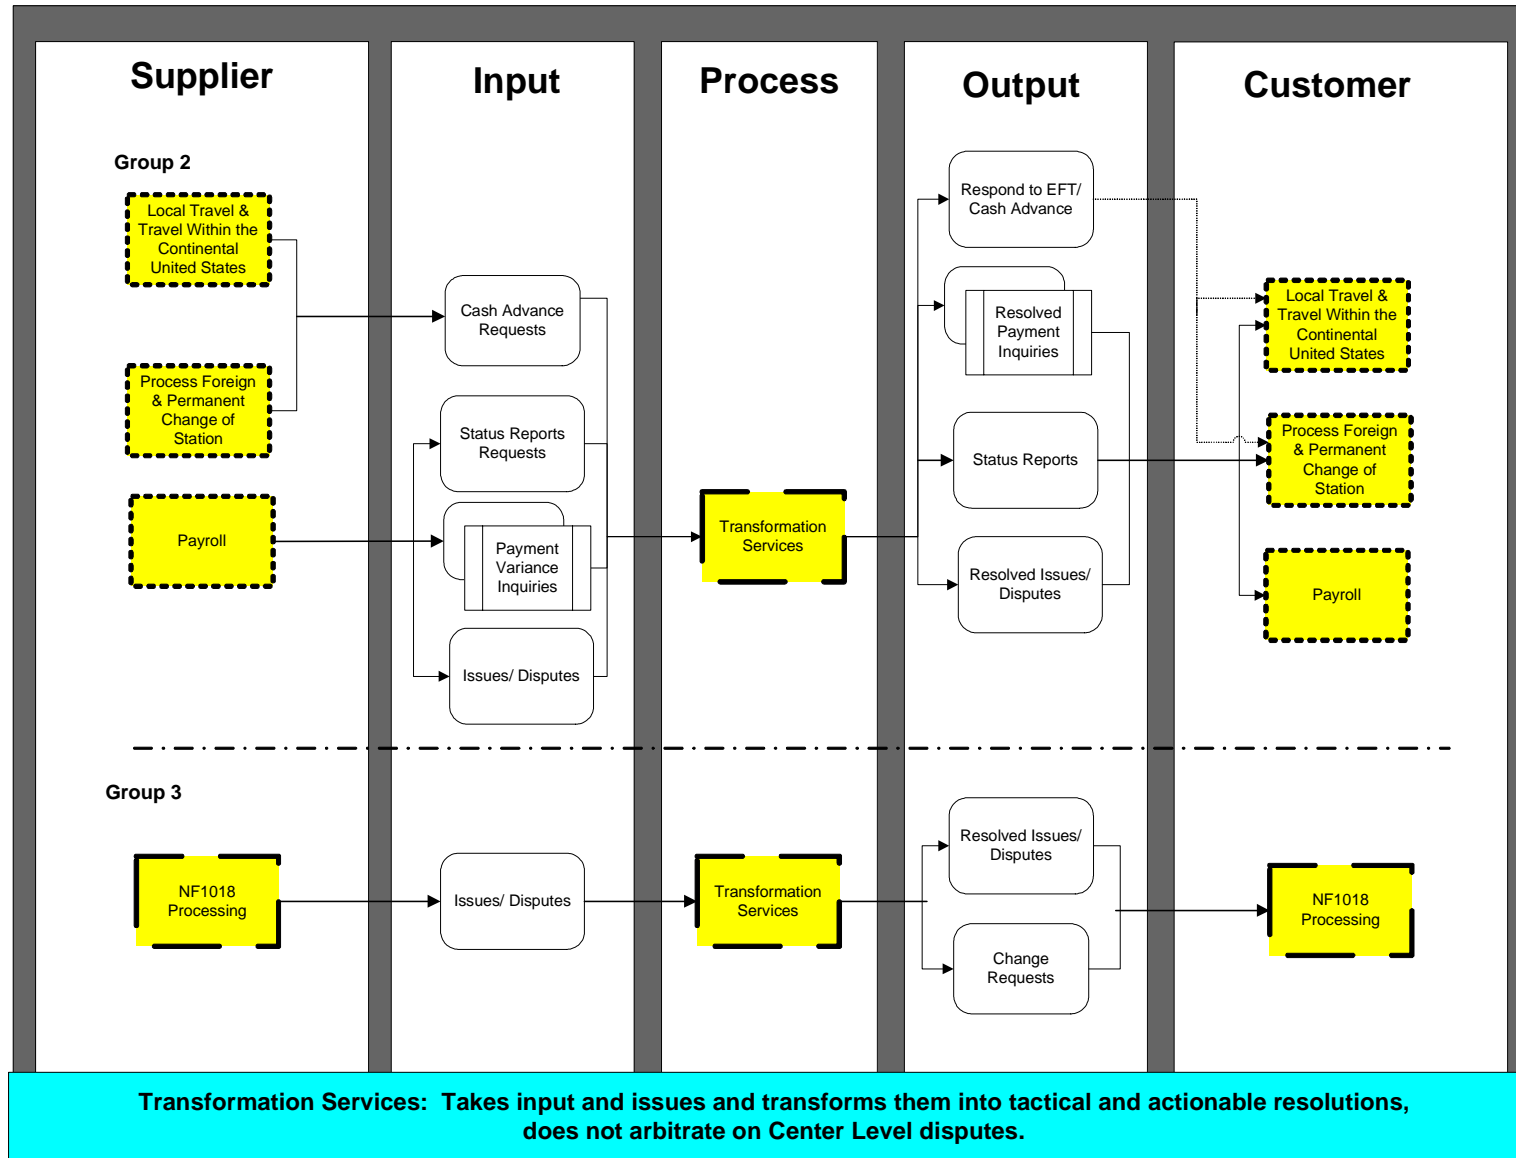 Supplier
Input
Process
Output
Customer
Group 2
Local Travel &
Travel Within the
Continental
United States
Process Foreign
& Permanent
Change of
Station
Payroll
Cash Advance
Requests
Status Reports
Requests
Payment
Variance
Inquiries
Issues/ Disputes
Transformation
Services
Respond to EFT/
Cash Advance
Resolved
Payment
Inquiries
Status Reports
Resolved Issues/
Disputes
Local Travel &
Travel Within the
Continental
United States
Process Foreign
& Permanent
Change of
Station
Payroll
Group 3
NF1018
Processing
Issues/ Disputes
Transformation
Services
Resolved Issues/
Disputes
Change
Requests
NF1018
Processing
Transformation Services:  Takes input and issues and transforms them into tactical and actionable resolutions,
does not arbitrate on Center Level disputes.